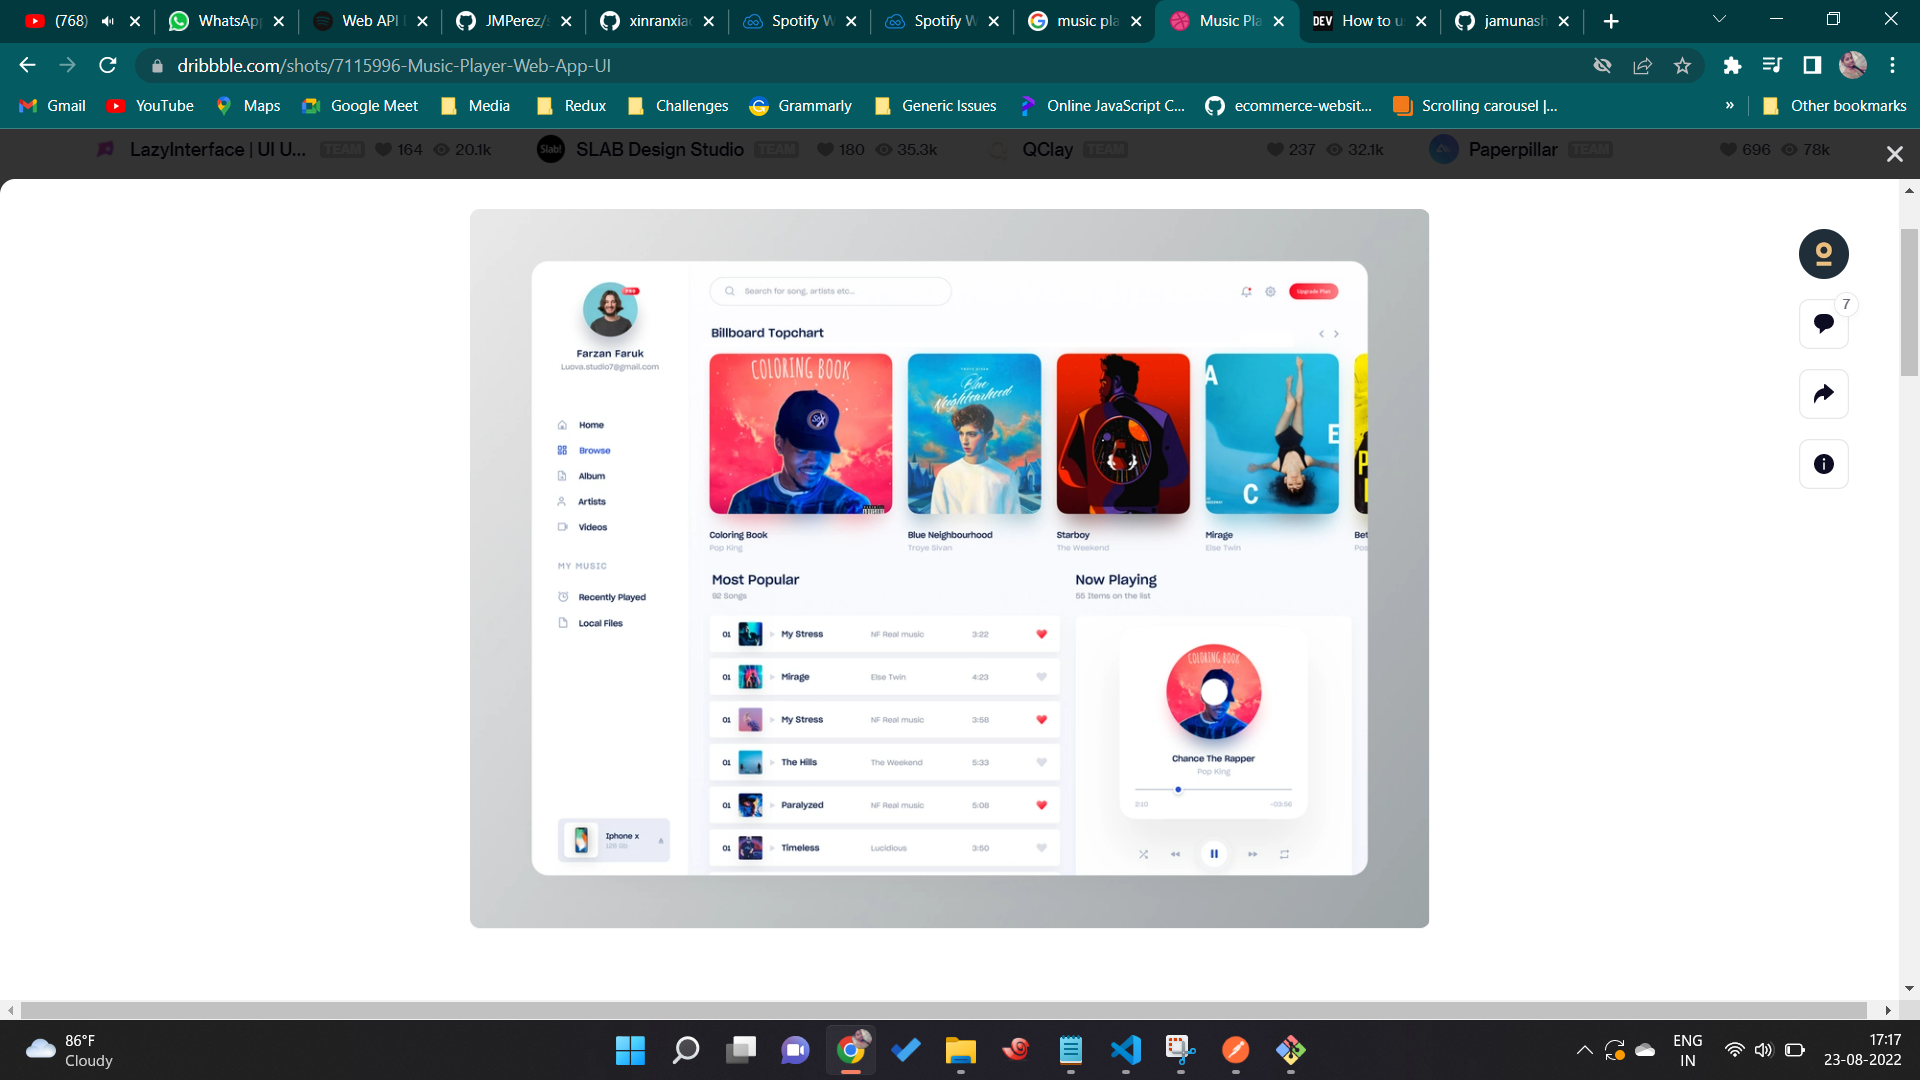 (768)
WhatsApp
Web API
JMPerez/s
xinranxiao
Spotify W
Spotify W
music pla
Music Pla
DEV How to u
jamunash
dribbble.com/shots/7115996-Music-Player-Web-App-UI
Gmail
YouTube
Maps
Google Meet
Media
Redux
Challenges
Grammarly
Generic Issues
Online JavaScript C...
ecommerce-websit...
Scrolling carousel |...
»
Other bookmarks
LazyInterface | UI U... TEAM 164 20.1k
Slab! SLAB Design Studio TEAM 180 35.3k
QClay TEAM 237 32.1k
Paperpillar TEAM 696 78k
7
PRO
Farzan Faruk
Luova.studio7@gmail.com
Home
Browse
Album
Artists
Videos
MY MUSIC
Recently Played
Local Files
Iphone x
128 Gb
Search for song, artists etc...
Upgrade Plan
Billboard Topchart
COLORING BOOK
Blue
Neighbourhood
A
E
C
Coloring Book
Pop King
Blue Neighbourhood
Troye Sivan
Starboy
The Weekend
Mirage
Else Twin
Bet
Pos
Most Popular
92 Songs
01 My Stress NF Real music 3:22
01 Mirage Else Twin 4:23
01 My Stress NF Real music 3:58
01 The Hills The Weekend 5:33
01 Paralyzed NF Real music 5:08
01 Timeless Lucidious 3:50
Now Playing
55 Items on the list
COLORING BOOK
Chance The Rapper
Pop King
2:10 -03:56
86°F
Cloudy
ENG
IN
17:17
23-08-2022